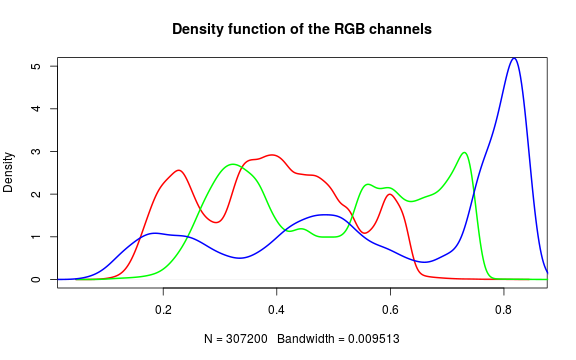 Density function of the RGB channels
Density
5
4
3
2
1
0
0.2 0.4 0.6 0.8
N = 307200 Bandwidth = 0.009513